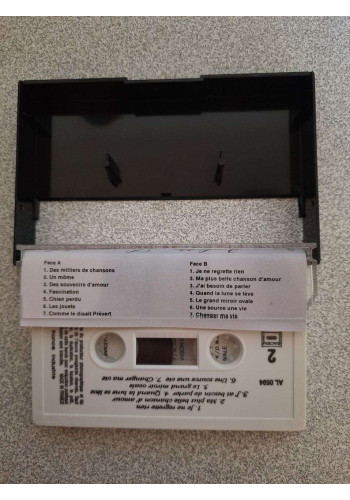 Face A
1. Des milliers de chansons
2. Un môme
3. Des souvenirs d'amour
4. Fascination
5. Chien perdu
6. Les jouets
7. Comme le disait Prévert
Face B
1. Je ne regrette rien
2. Ma plus belle chanson d'amour
3. J'ai besoin de parler
4. Quand la lune se lève
5. Le grand miroir ovale
6. Une source une vie
7. Changer ma vie
2
AL 0594
1. Je ne regrette rien
2. Ma plus belle chanson d'amour
3. J'ai besoin de parler 4. Quand la lune se lève
5. Le grand miroir ovale
6. Une source une vie 7. Changer ma vie